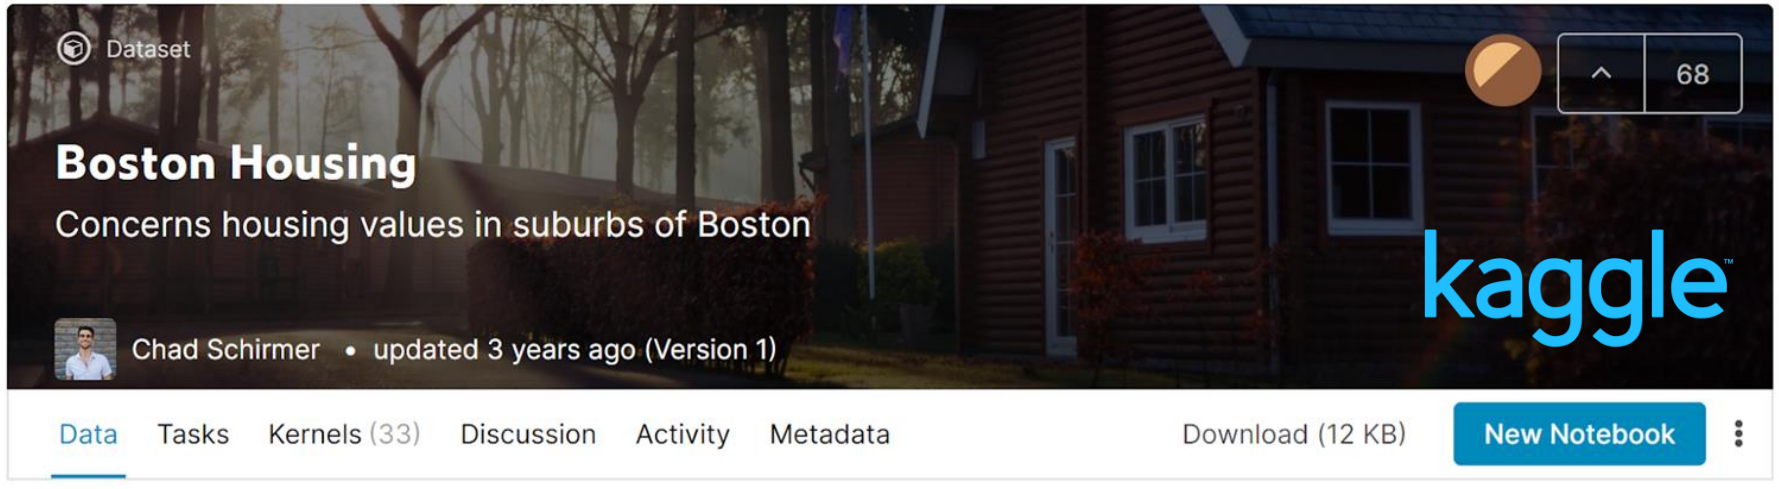 Dataset
68
Boston Housing
Concerns housing values in suburbs of Boston
kaggle™
Chad Schirmer • updated 3 years ago (Version 1)
Data Tasks Kernels (33) Discussion Activity Metadata Download (12 KB) New Notebook